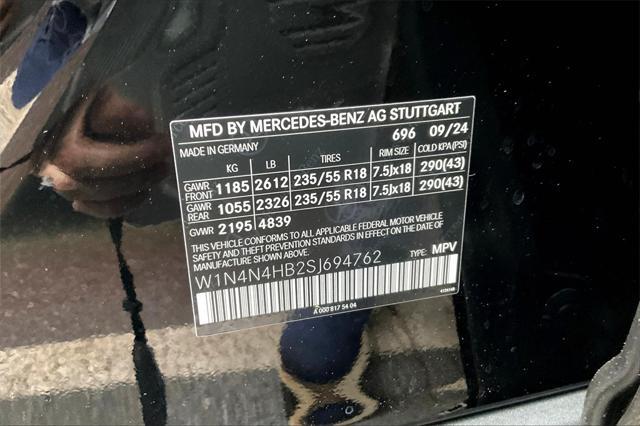 MFD BY MERCEDES-BENZ AG STUTTGART
MADE IN GERMANY 696 09/24
KG LB TIRES RIM SIZE COLD KPA(PSI)
GAWR FRONT 1185 2612 235/55 R18 7.5Jx18 290(43)
GAWR REAR 1055 2326 235/55 R18 7.5Jx18 290(43)
GVWR 2195 4839
THIS VEHICLE CONFORMS TO ALL APPLICABLE FEDERAL MOTOR VEHICLE
SAFETY AND THEFT PREVENTION STANDARDS IN EFFECT ON THE DATE OF
MANUFACTURE SHOWN ABOVE.
W1N4N4HB2SJ694762 TYPE: MPV
A 000 817 54 04